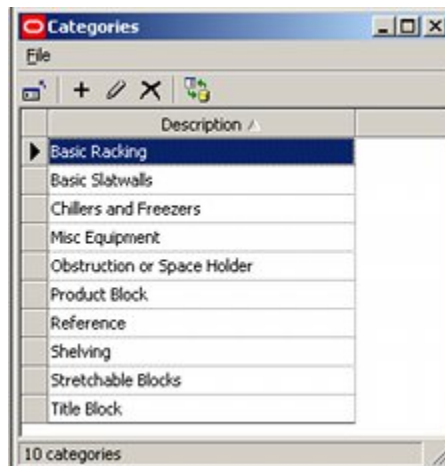 Categories
File
Description
Basic Racking
Basic Slatwalls
Chillers and Freezers
Misc Equipment
Obstruction or Space Holder
Product Block
Reference
Shelving
Stretchable Blocks
Title Block
10 categories